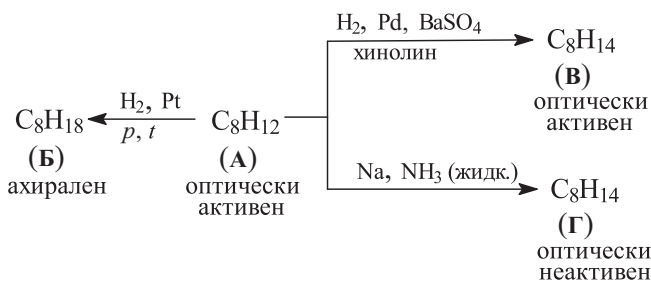 H₂, Pd, BaSO₄
хинолин
C₈H₁₄
(В)
оптически
активен
C₈H₁₈
(Б)
ахирален
H₂, Pt
p, t
C₈H₁₂
(А)
оптически
активен
Na, NH₃ (жидк.)
C₈H₁₄
(Г)
оптически
неактивен